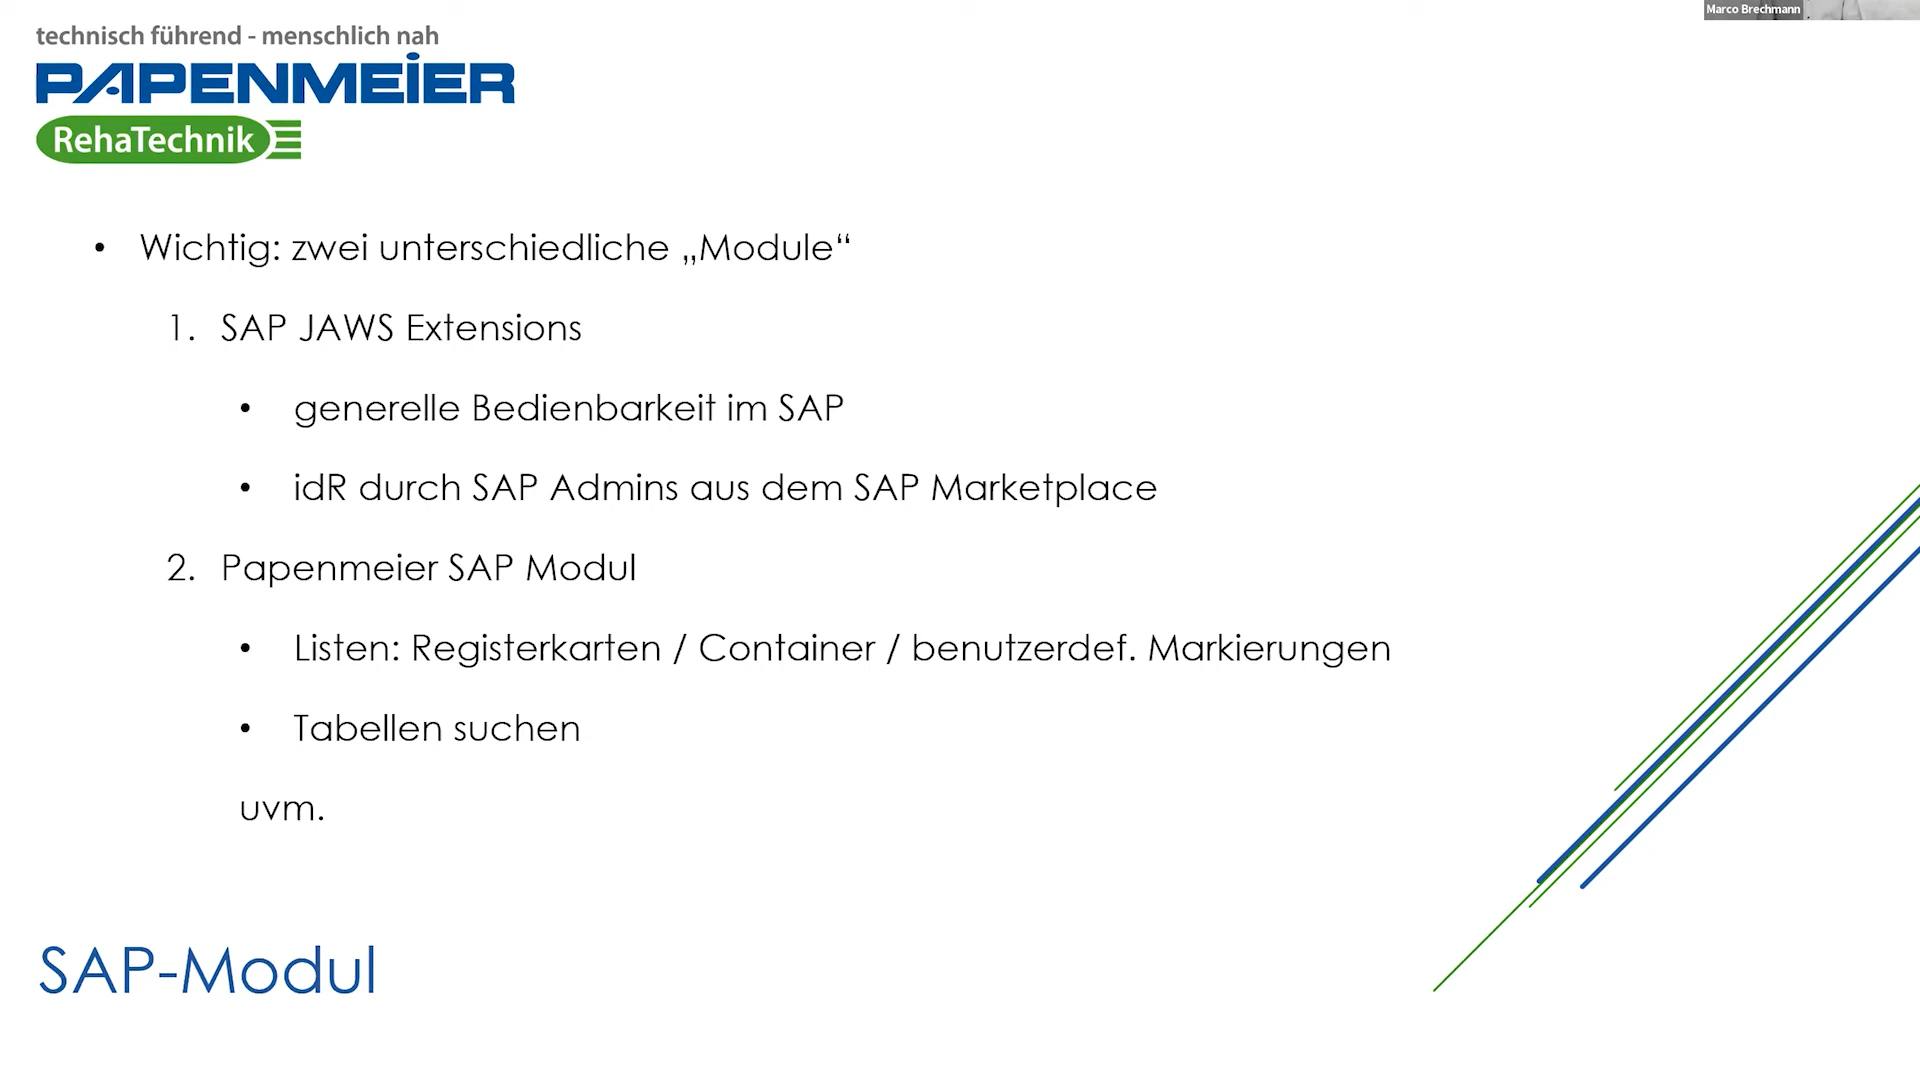 Marco Brechmann
technisch führend - menschlich nah
PAPENMEIER
RehaTechnik
• Wichtig: zwei unterschiedliche „Module“
1. SAP JAWS Extensions
• generelle Bedienbarkeit im SAP
• idR durch SAP Admins aus dem SAP Marketplace
2. Papenmeier SAP Modul
• Listen: Registerkarten / Container / benutzerdef. Markierungen
• Tabellen suchen
uvm.
SAP-Modul